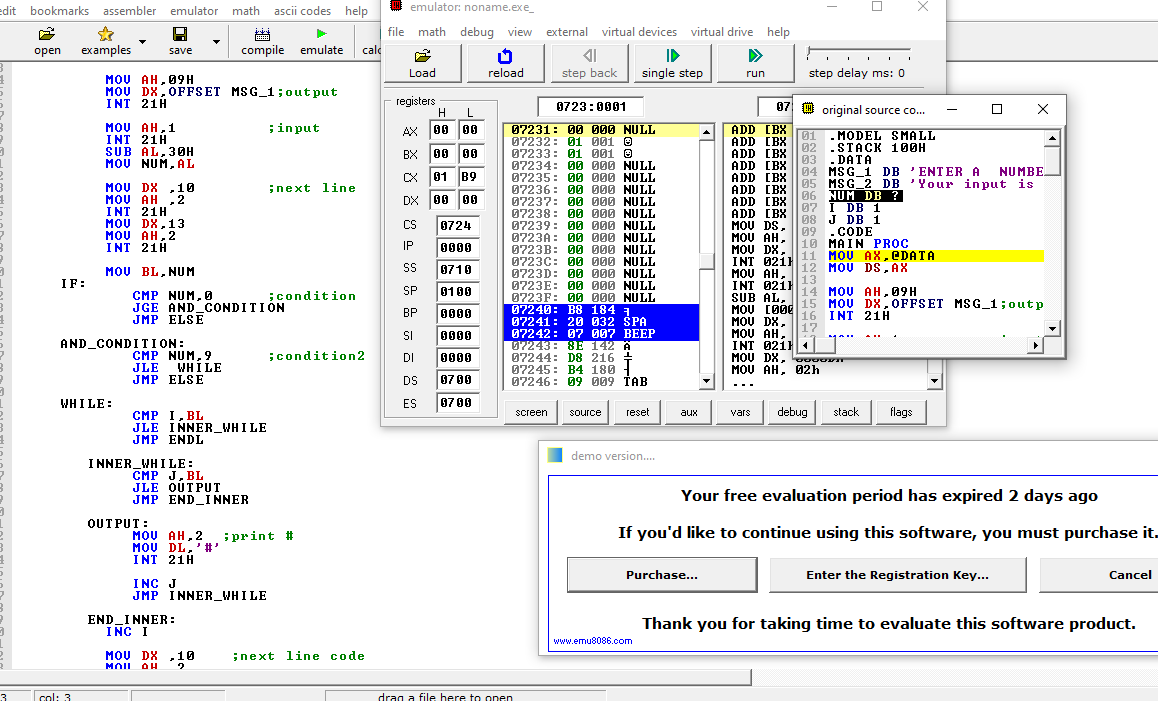 edit bookmarks assembler emulator math ascii codes help
open examples save compile emulate calc
MOV AH,09H
MOV DX,OFFSET MSG_1;output
INT 21H
MOV AH,1 ;input
INT 21H
SUB AL,30H
MOV NUM,AL
MOV DX ,10 ;next line
MOV AH ,2
INT 21H
MOV DX,13
MOV AH,2
INT 21H
MOV BL,NUM
IF:
CMP NUM,0 ;condition
JGE AND_CONDITION
JMP ELSE
AND_CONDITION:
CMP NUM,9 ;condition2
JLE _WHILE
JMP ELSE
WHILE:
CMP I,BL
JLE INNER_WHILE
JMP ENDL
INNER_WHILE:
CMP J,BL
JLE OUTPUT
JMP END_INNER
OUTPUT:
MOV AH,2 ;print #
MOV DL,'#'
INT 21H
INC J
JMP INNER_WHILE
END_INNER:
INC I
MOV DX ,10 ;next line code
MOV AH ,2
3 col: 3 drag a file here to open
emulator: noname.exe_
file math debug view external virtual devices virtual drive help
Load reload step back single step run step delay ms: 0
registers
H L
AX 00 00
BX 00 00
CX 01 B9
DX 00 00
CS 0724
IP 0000
SS 0710
SP 0100
BP 0000
SI 0000
DI 0000
DS 0700
ES 0700
0723:0001
07231: 00 000 NULL
07232: 01 001 ☺
07233: 01 001 ☺
07234: 00 000 NULL
07235: 00 000 NULL
07236: 00 000 NULL
07237: 00 000 NULL
07238: 00 000 NULL
07239: 00 000 NULL
0723A: 00 000 NULL
0723B: 00 000 NULL
0723C: 00 000 NULL
0723D: 00 000 NULL
0723E: 00 000 NULL
0723F: 00 000 NULL
07240: B8 184 ╕
07241: 20 032 SPA
07242: 07 007 BEEP
07243: 8E 142 Ä
07244: D8 216 ╪
07245: B4 180 ┤
07246: 09 009 TAB
072
ADD [BX
ADD [BX
ADD [BX
ADD [BX
ADD [BX
ADD [BX
ADD [BX
ADD [BX
MOV DS,
MOV AH,
MOV DX,
INT 021H
MOV AH,
INT 021H
SUB AL,
MOV [000
MOV DX,
MOV AH,
INT 021H
MOV DX,
MOV AH, 02h
...
screen source reset aux vars debug stack flags
original source co...
01 .MODEL SMALL
02 .STACK 100H
03 .DATA
04 MSG_1 DB 'ENTER A NUMBE
05 MSG_2 DB 'Your input is
06 NUM DB ?
07 I DB 1
08 J DB 1
09 .CODE
10 MAIN PROC
11 MOV AX,@DATA
12 MOV DS,AX
13
14 MOV AH,09H
15 MOV DX,OFFSET MSG_1;outp
16 INT 21H
17
demo version....
Your free evaluation period has expired 2 days ago
If you'd like to continue using this software, you must purchase it.
Purchase... Enter the Registration Key... Cancel
Thank you for taking time to evaluate this software product.
www.emu8086.com